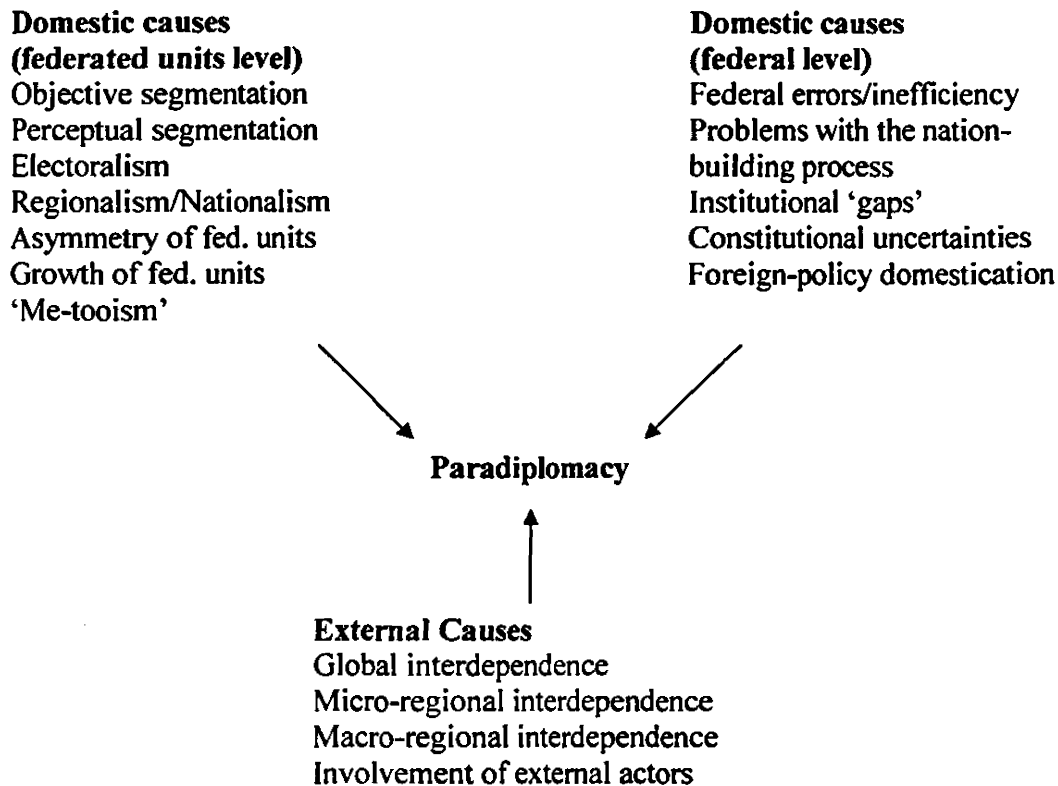 Domestic causes
(federated units level)
Objective segmentation
Perceptual segmentation
Electoralism
Regionalism/Nationalism
Asymmetry of fed. units
Growth of fed. units
‘Me-tooism’
Domestic causes
(federal level)
Federal errors/inefficiency
Problems with the nation-
building process
Institutional ‘gaps’
Constitutional uncertainties
Foreign-policy domestication
Paradiplomacy
External Causes
Global interdependence
Micro-regional interdependence
Macro-regional interdependence
Involvement of external actors